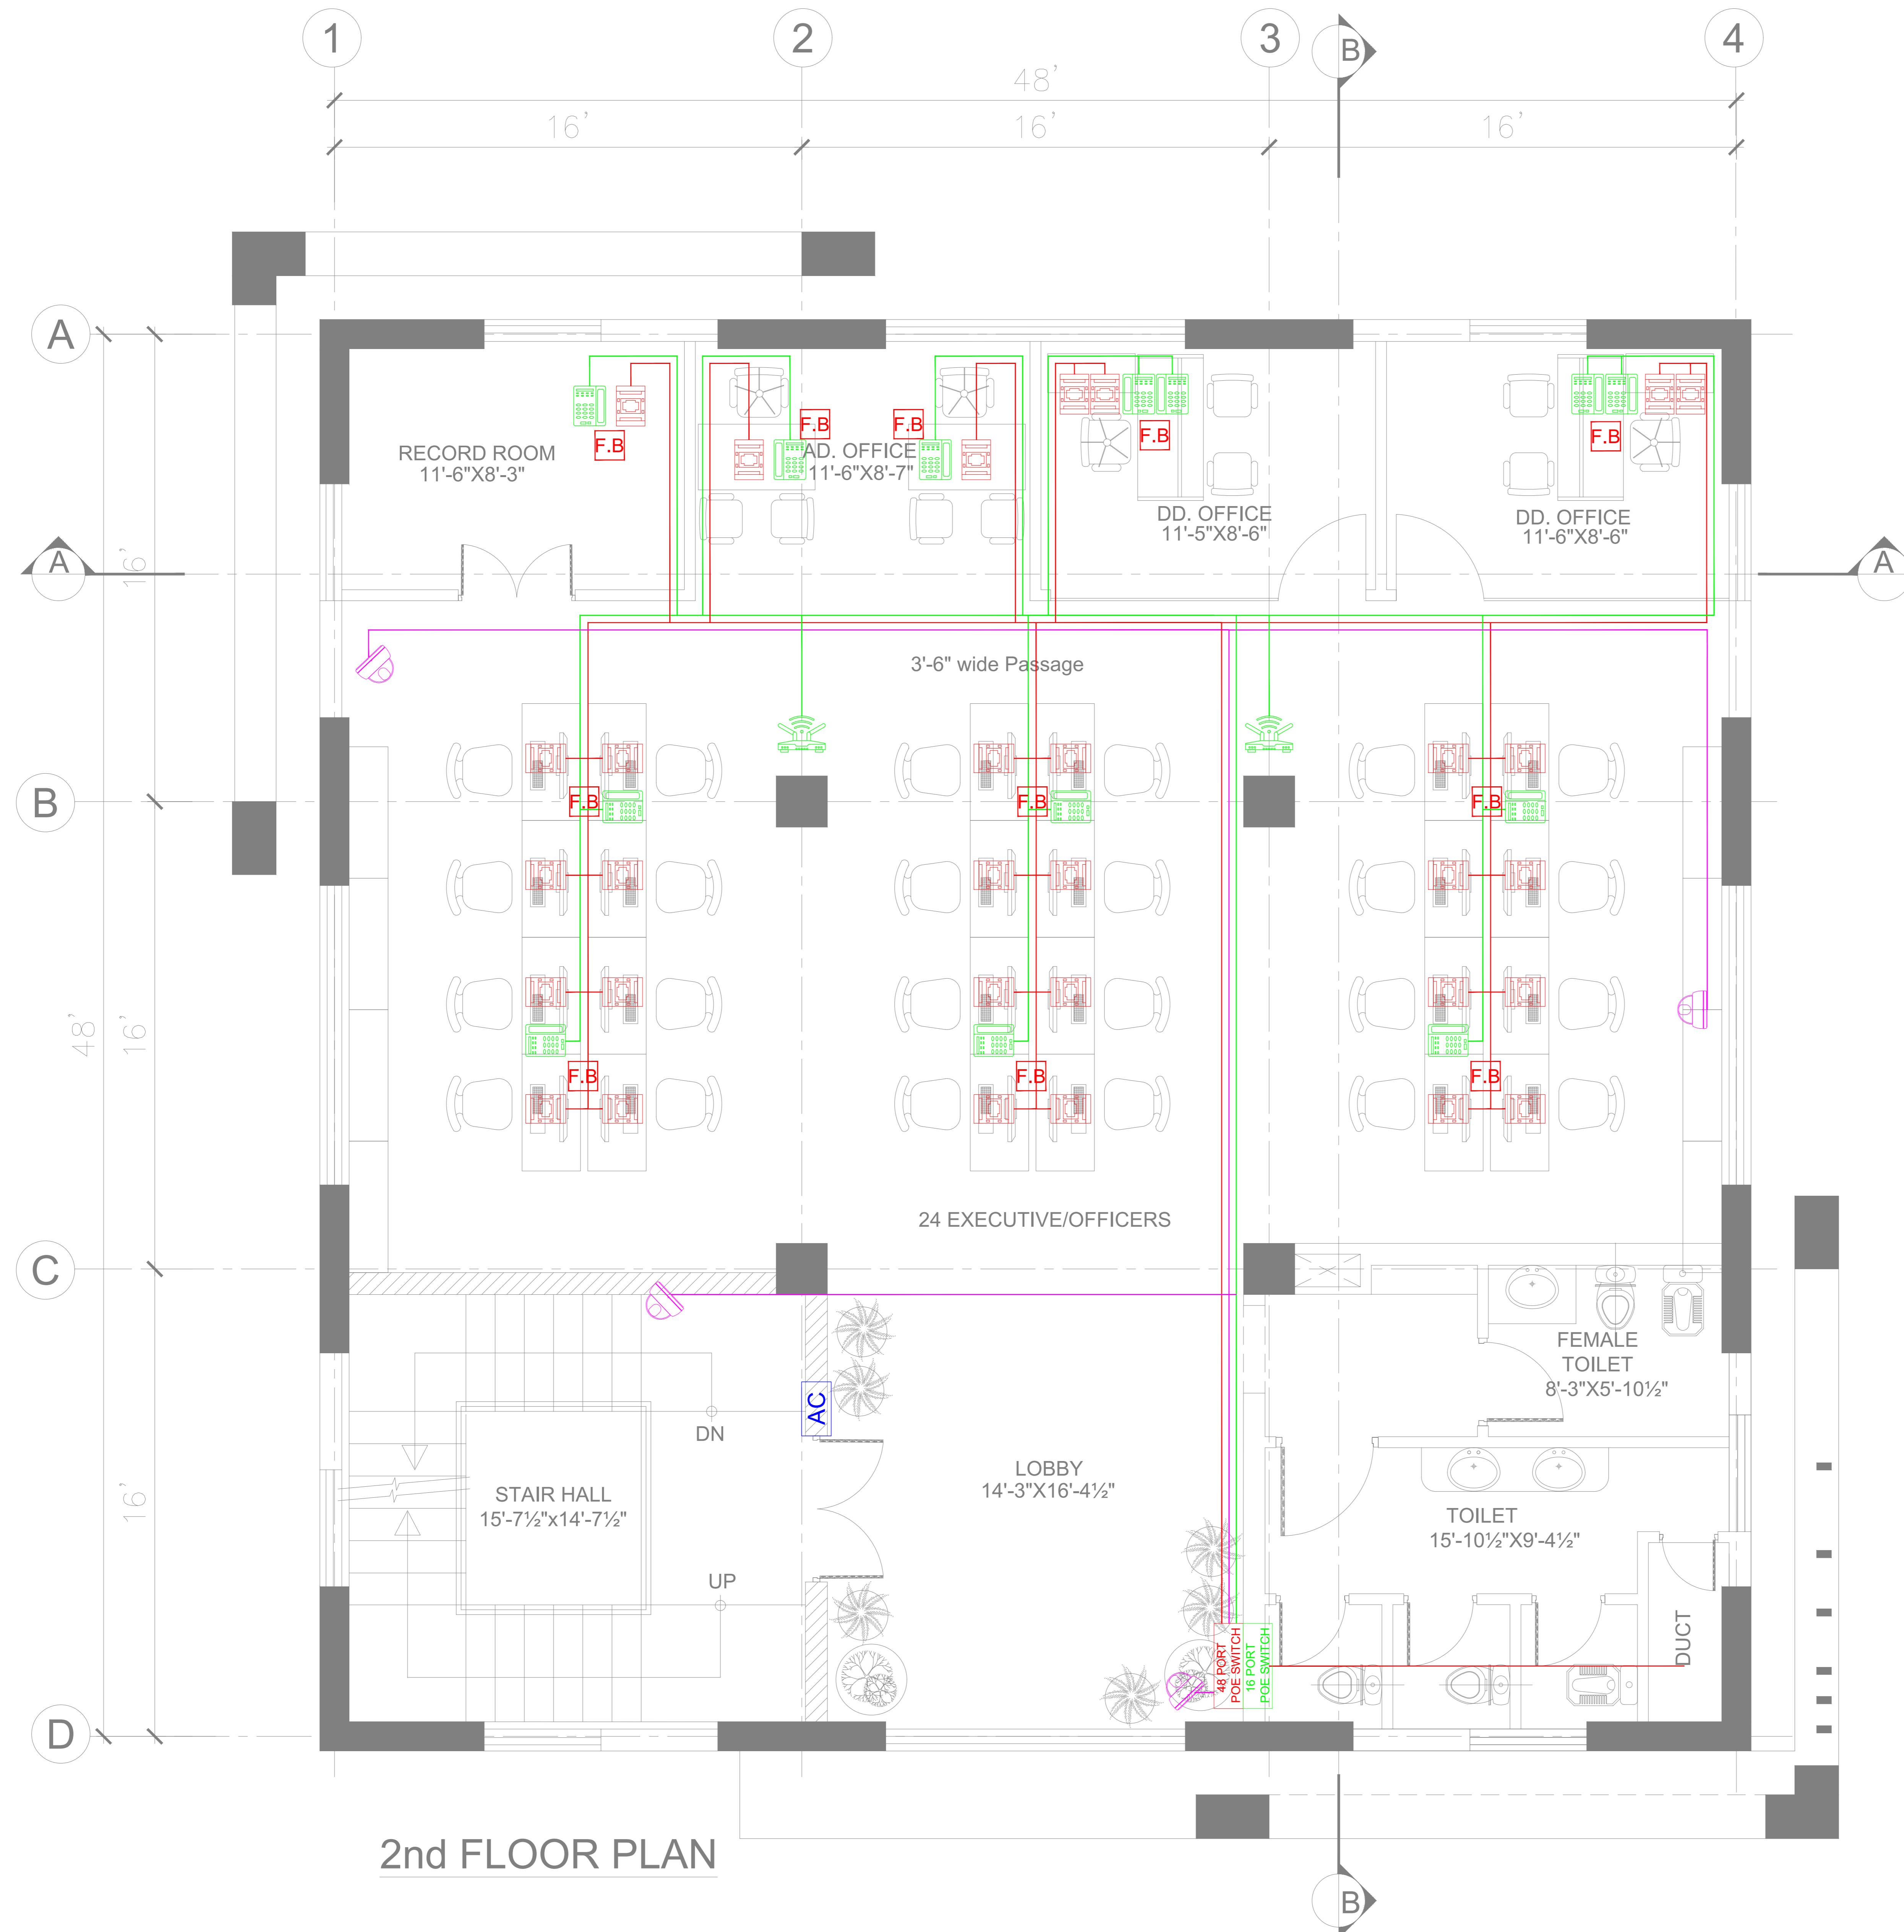 1
2
3
B
4
48'
16'
16'
16'
A
F.B
F.B
F.B
F.B
F.B
RECORD ROOM
11'-6"X8'-3"
AD. OFFICE
11'-6"X8'-7"
DD. OFFICE
11'-5"X8'-6"
DD. OFFICE
11'-6"X8'-6"
A
A
16'
3'-6" wide Passage
B
F.B
F.B
F.B
48'
16'
F.B
F.B
F.B
24 EXECUTIVE/OFFICERS
C
FEMALE
TOILET
8'-3"X5'-10½"
AC
DN
LOBBY
14'-3"X16'-4½"
STAIR HALL
15'-7½"x14'-7½"
16'
TOILET
15'-10½"X9'-4½"
UP
DUCT
48 PORT
POE SWITCH
16 PORT
POE SWITCH
D
2nd FLOOR PLAN
B